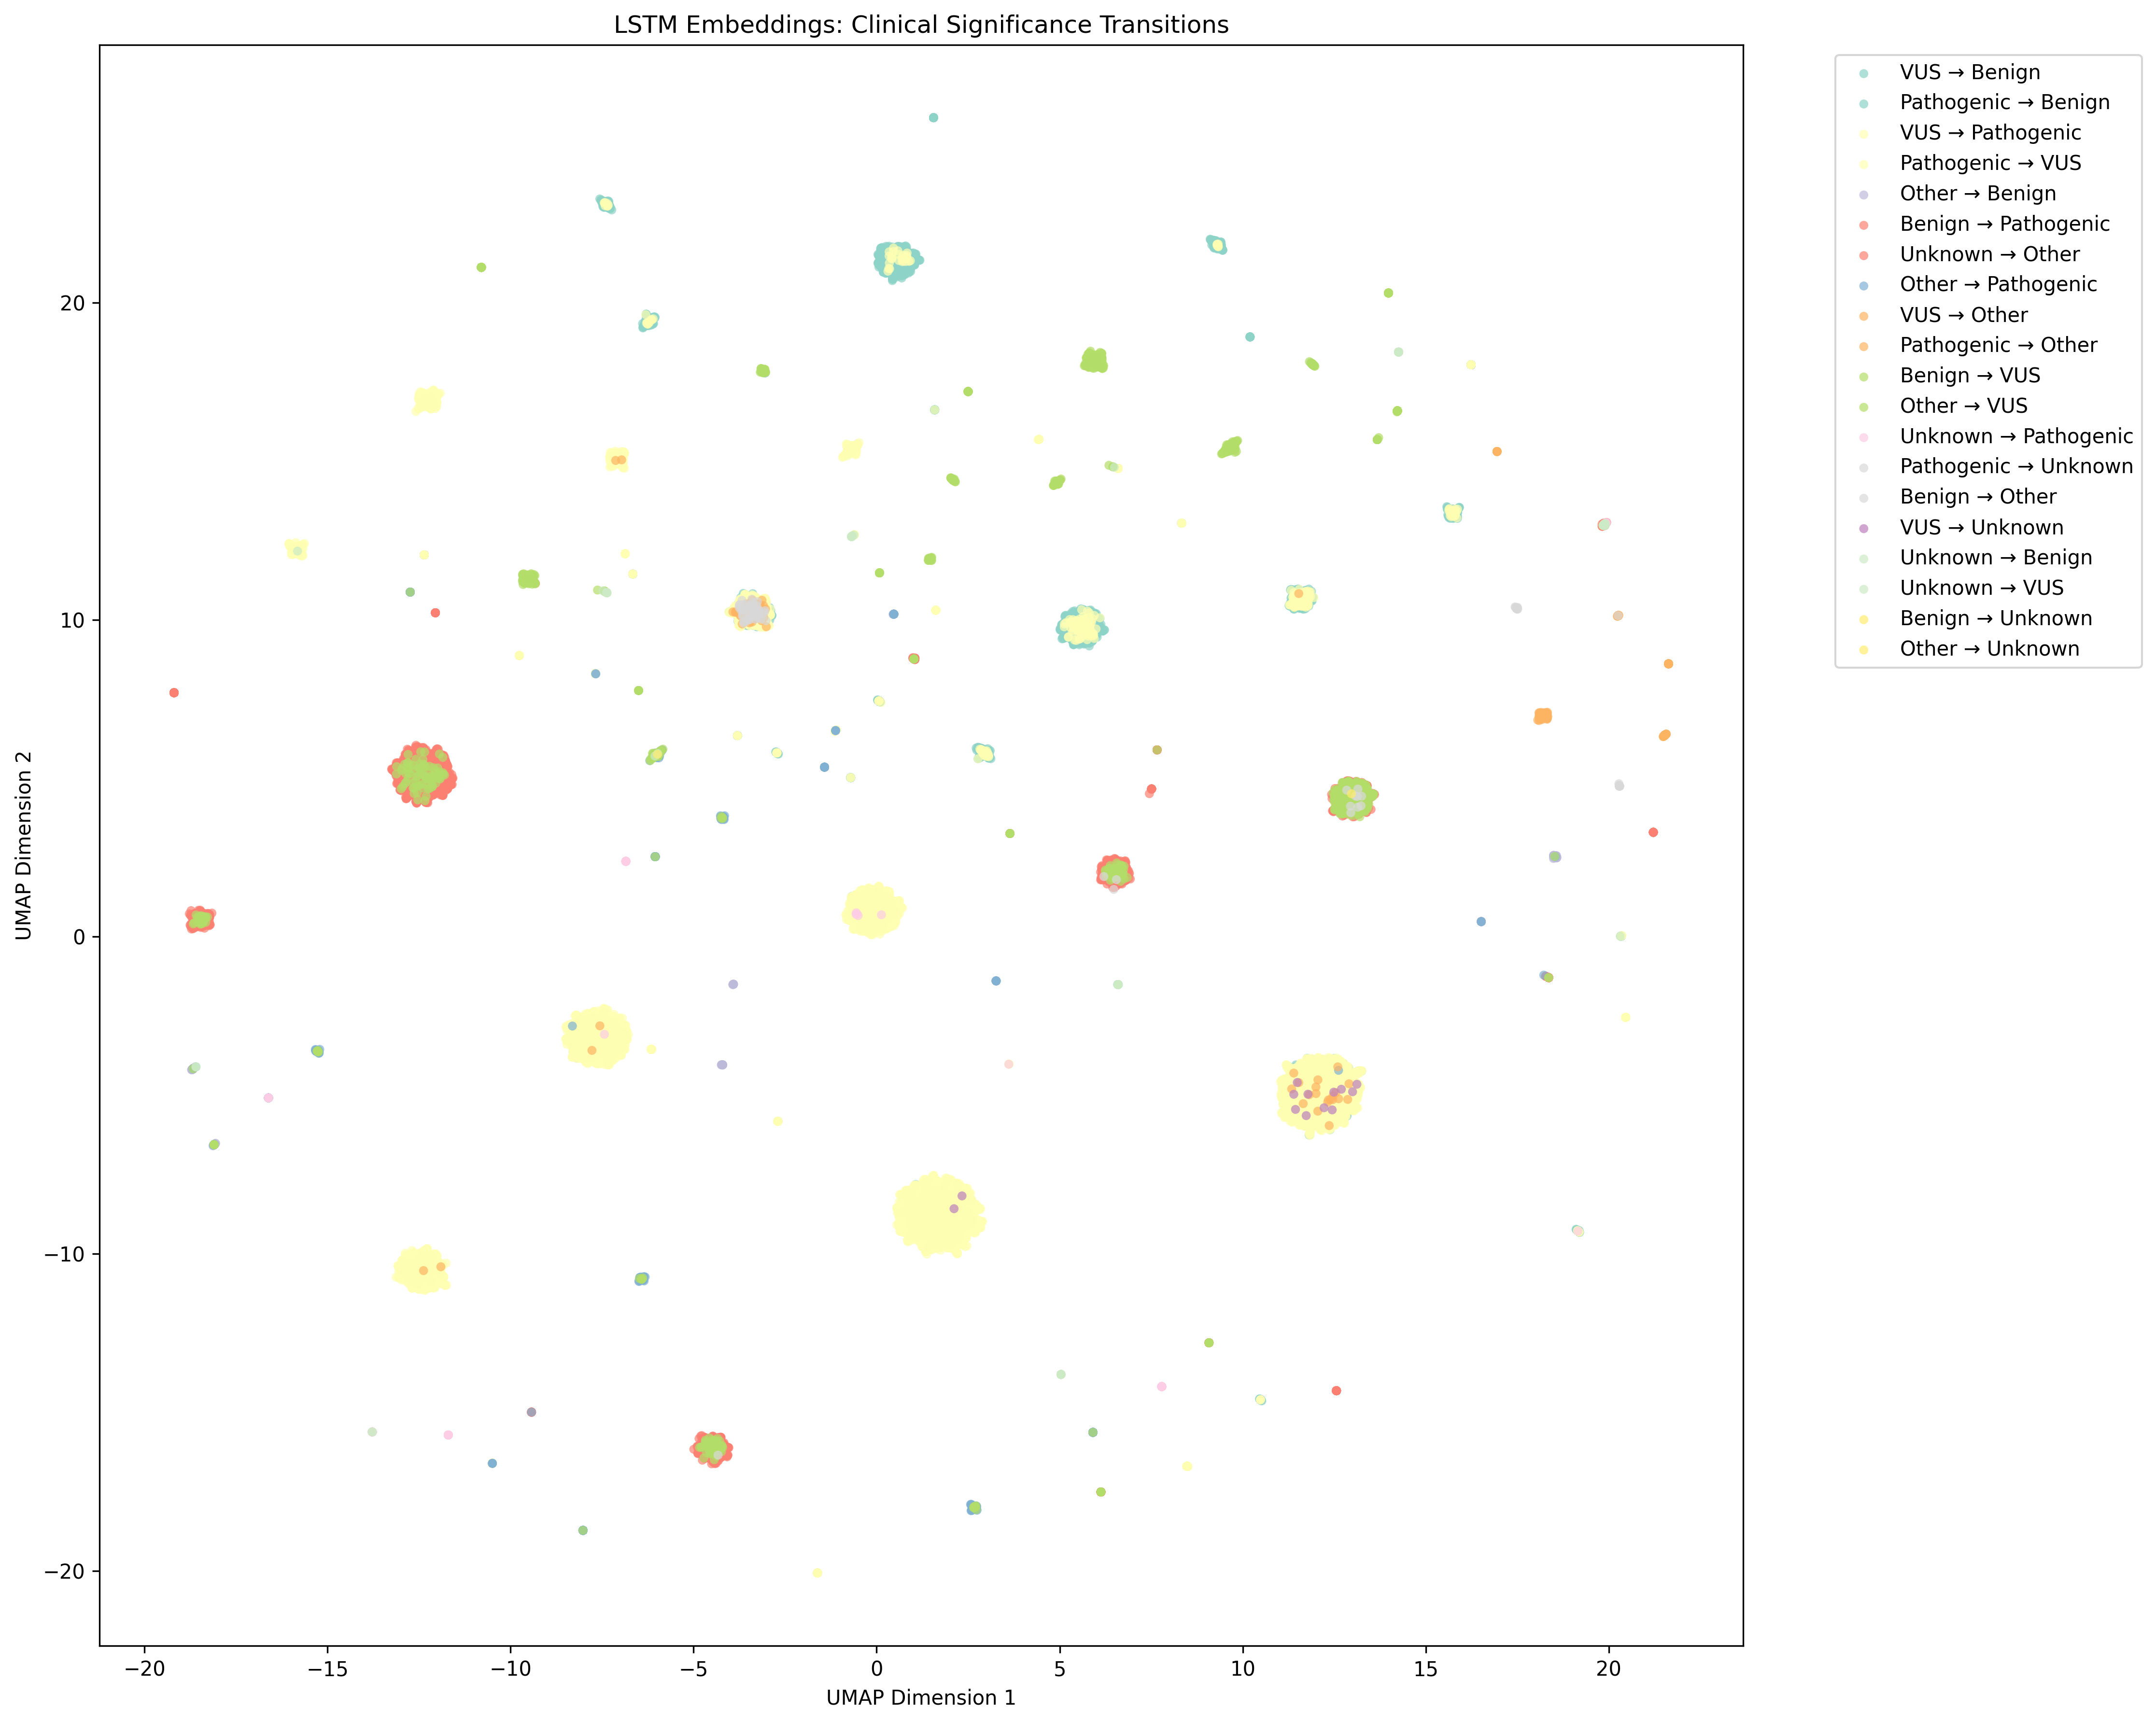 LSTM Embeddings: Clinical Significance Transitions
VUS → Benign
Pathogenic → Benign
VUS → Pathogenic
Pathogenic → VUS
Other → Benign
Benign → Pathogenic
Unknown → Other
Other → Pathogenic
VUS → Other
Pathogenic → Other
Benign → VUS
Other → VUS
Unknown → Pathogenic
Pathogenic → Unknown
Benign → Other
VUS → Unknown
Unknown → Benign
Unknown → VUS
Benign → Unknown
Other → Unknown
UMAP Dimension 2
20
10
0
−10
−20
−20 −15 −10 −5 0 5 10 15 20
UMAP Dimension 1